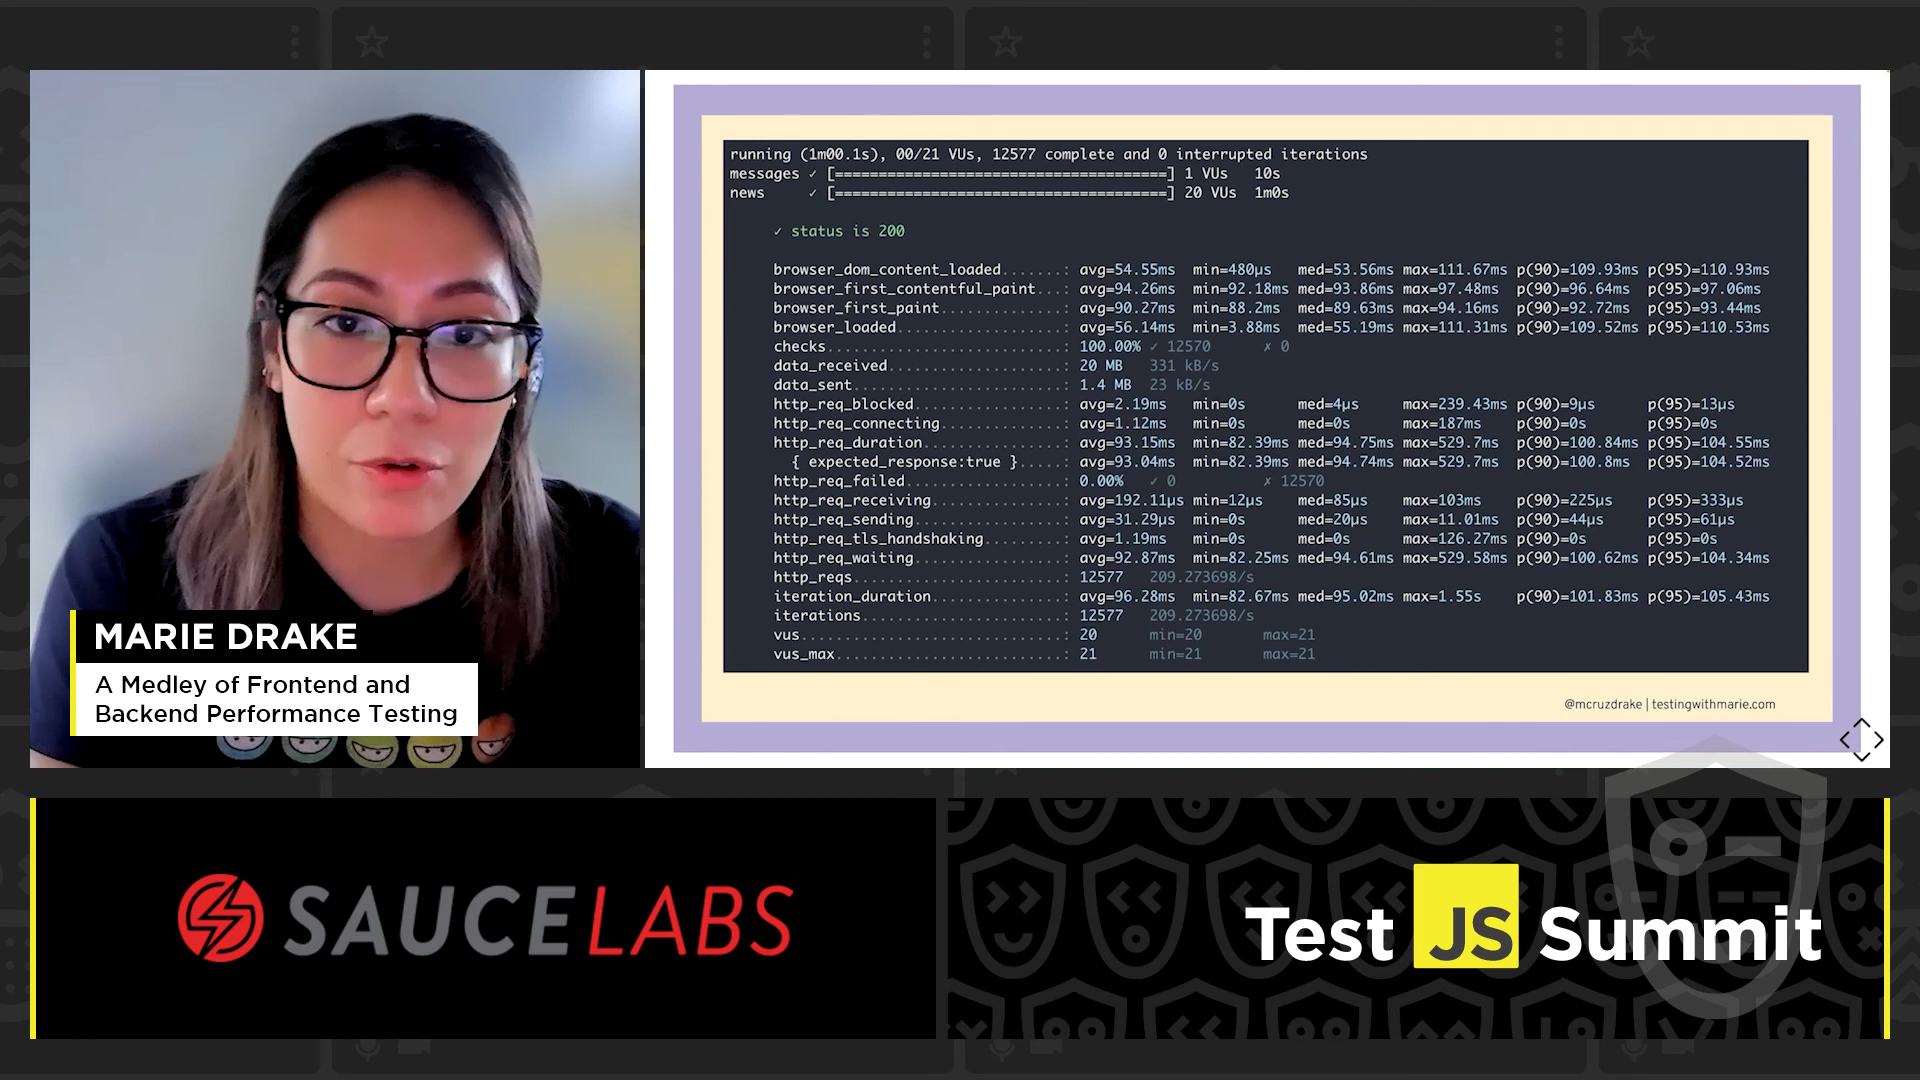 running (1m00.1s), 00/21 VUs, 12577 complete and 0 interrupted iterations
messages ✓ [======================================] 1 VUs   10s
news     ✓ [======================================] 20 VUs  1m0s
✓ status is 200
browser_dom_content_loaded.......: avg=54.55ms  min=480µs   med=53.56ms max=111.67ms p(90)=109.93ms p(95)=110.93ms
browser_first_contentful_paint...: avg=94.26ms  min=92.18ms med=93.86ms max=97.48ms  p(90)=96.64ms  p(95)=97.06ms
browser_first_paint..............: avg=90.27ms  min=88.2ms  med=89.63ms max=94.16ms  p(90)=92.72ms  p(95)=93.44ms
browser_loaded...................: avg=56.14ms  min=3.88ms  med=55.19ms max=111.31ms p(90)=109.52ms p(95)=110.53ms
checks...........................: 100.00% ✓ 12570      ✗ 0
data_received....................: 20 MB   331 kB/s
data_sent........................: 1.4 MB  23 kB/s
http_req_blocked.................: avg=2.19ms   min=0s      med=4µs     max=239.43ms p(90)=9µs      p(95)=13µs
http_req_connecting..............: avg=1.12ms   min=0s      med=0s      max=187ms    p(90)=0s       p(95)=0s
http_req_duration................: avg=93.15ms  min=82.39ms med=94.75ms max=529.7ms  p(90)=100.84ms p(95)=104.55ms
{ expected_response:true }.....: avg=93.04ms  min=82.39ms med=94.74ms max=529.7ms  p(90)=100.8ms  p(95)=104.52ms
http_req_failed..................: 0.00%   ✓ 0          ✗ 12570
http_req_receiving...............: avg=192.11µs min=12µs    med=85µs    max=103ms    p(90)=225µs    p(95)=333µs
http_req_sending.................: avg=31.29µs  min=0s      med=20µs    max=11.01ms  p(90)=44µs     p(95)=61µs
http_req_tls_handshaking.........: avg=1.19ms   min=0s      med=0s      max=126.27ms p(90)=0s       p(95)=0s
http_req_waiting.................: avg=92.87ms  min=82.25ms med=94.61ms max=529.58ms p(90)=100.62ms p(95)=104.34ms
http_reqs........................: 12577   209.273698/s
iteration_duration...............: avg=96.28ms  min=82.67ms med=95.02ms max=1.55s    p(90)=101.83ms p(95)=105.43ms
iterations.......................: 12577   209.273698/s
vus..............................: 20      min=20       max=21
vus_max..........................: 21      min=21       max=21
@mcruzdrake | testingwithmarie.com
MARIE DRAKE
A Medley of Frontend and
Backend Performance Testing
SAUCELABS
Test JS Summit